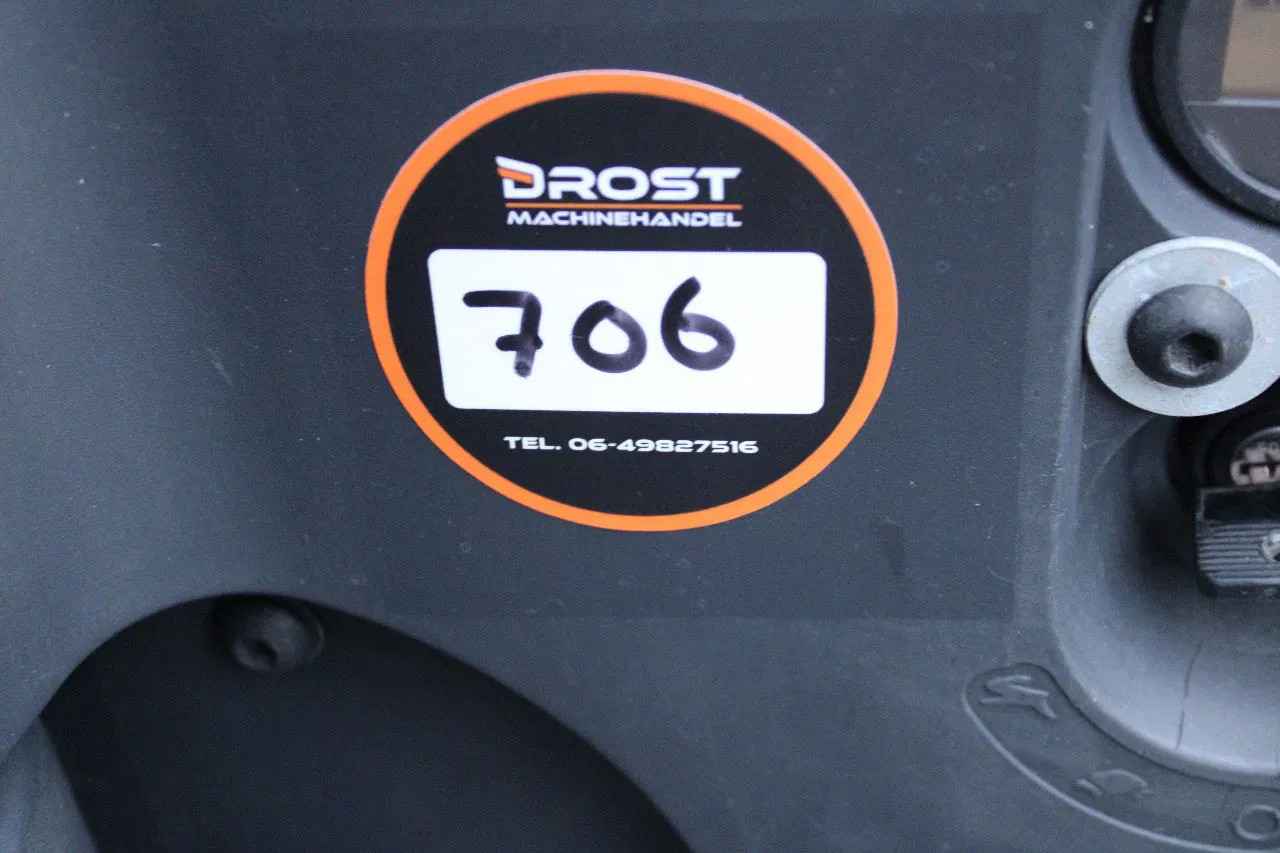 DROST
MACHINEHANDEL
706
TEL. 06-49827516